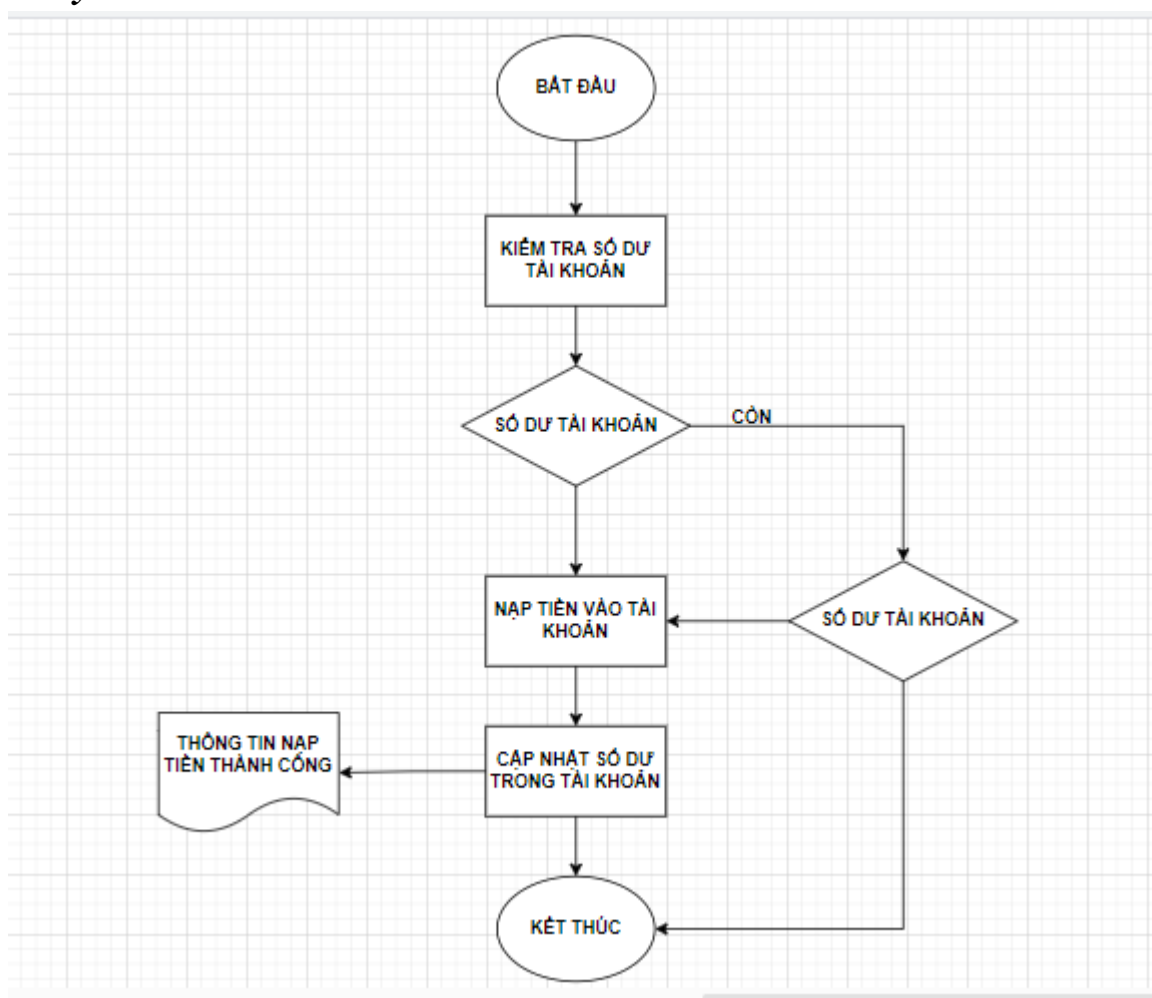 BẮT ĐẦU
KIỂM TRA SỐ DƯ
TÀI KHOẢN
SỐ DƯ TÀI KHOẢN
CÒN
NẠP TIỀN VÀO TÀI
KHOẢN
SỐ DƯ TÀI KHOẢN
THÔNG TIN NẠP
TIỀN THÀNH CÔNG
CẬP NHẬT SỐ DƯ
TRONG TÀI KHOẢN
KẾT THÚC